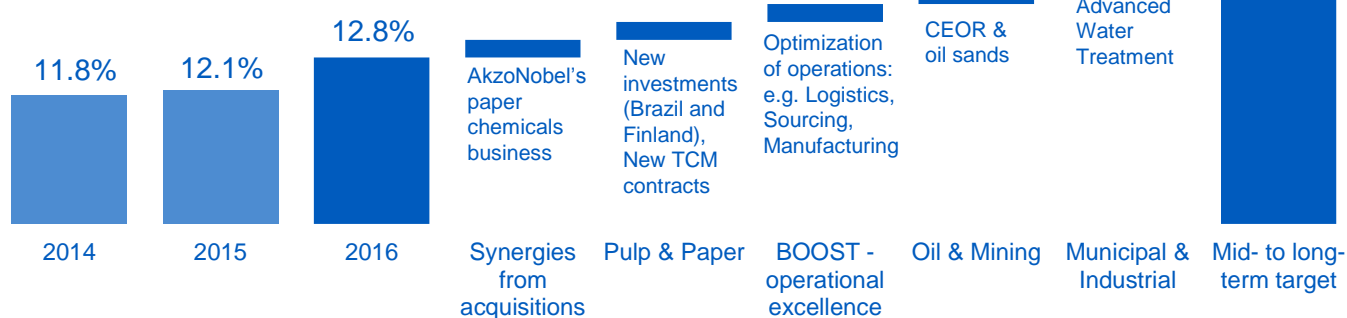 11.8%
12.1%
12.8%
AkzoNobel's
paper
chemicals
business
New
investments
(Brazil and
Finland),
New TCM
contracts
Optimization
of operations:
e.g. Logistics,
Sourcing,
Manufacturing
CEOR &
oil sands
Advanced
Water
Treatment
2014
2015
2016
Synergies
from
acquisitions
Pulp & Paper
BOOST -
operational
excellence
Oil & Mining
Municipal &
Industrial
Mid- to long-
term target